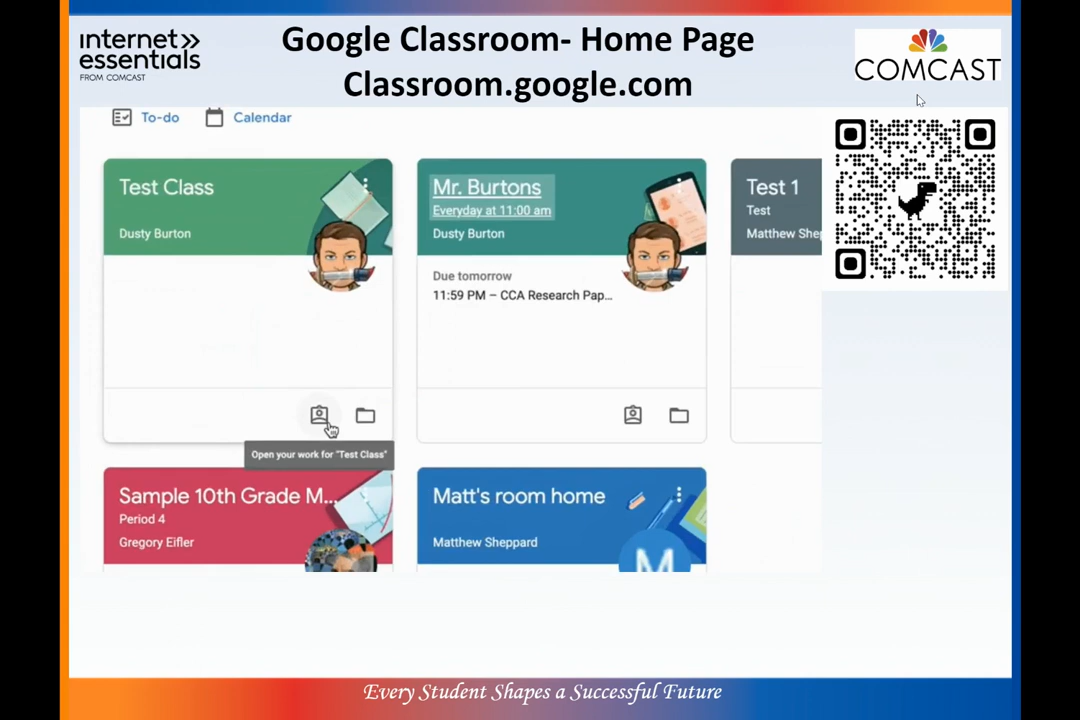 internet
essentials
FROM COMCAST
Google Classroom- Home Page
Classroom.google.com
COMCAST
To-do
Calendar
Test Class
Dusty Burton
Mr. Burtons
Everyday at 11:00 am
Dusty Burton
Due tomorrow
11:59 PM – CCA Research Pap...
Test 1
Test
Matthew Shep
Open your work for "Test Class"
Sample 10th Grade M...
Period 4
Gregory Eifler
Matt's room home
Matthew Sheppard
M
Every Student Shapes a Successful Future